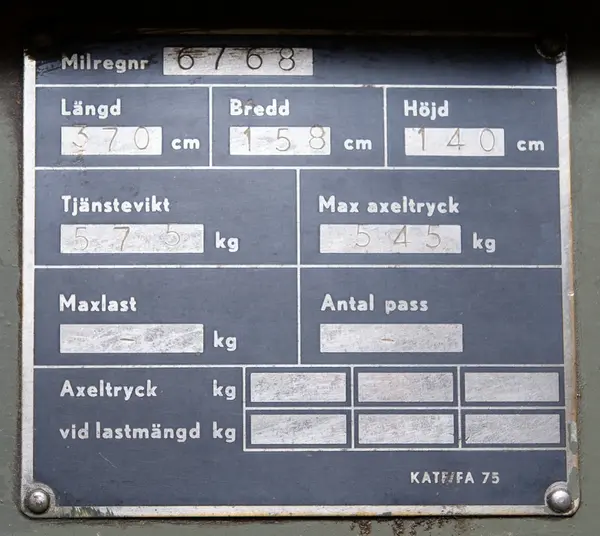 Milregnr 6768
Längd Bredd Höjd
370 cm 158 cm 140 cm
Tjänstevikt Max axeltryck
575 kg 545 kg
Maxlast Antal pass
- kg -
Axeltryck kg
vid lastmängd kg
KATF/FA 75